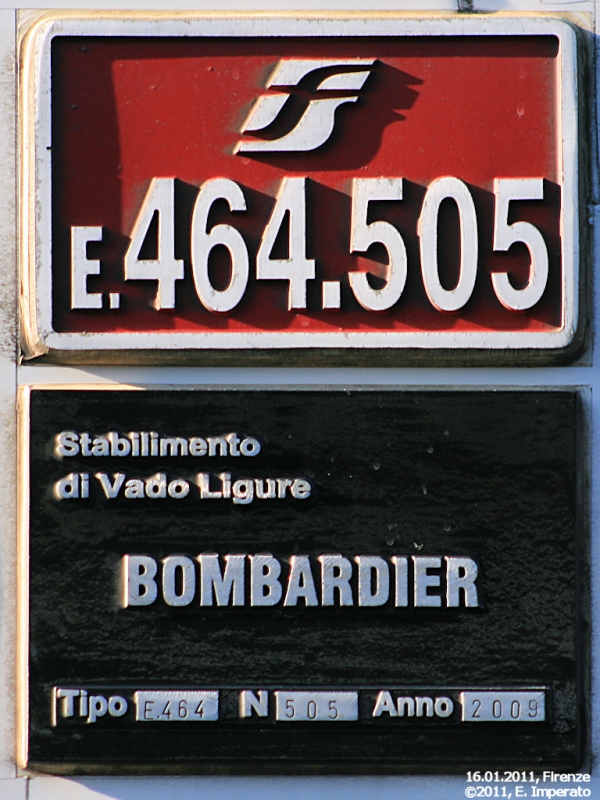 E.464.505
Stabilimento
di Vado Ligure
BOMBARDIER
Tipo E.464 N 505 Anno 2009
16.01.2011, Firenze
©2011, E. Imperato